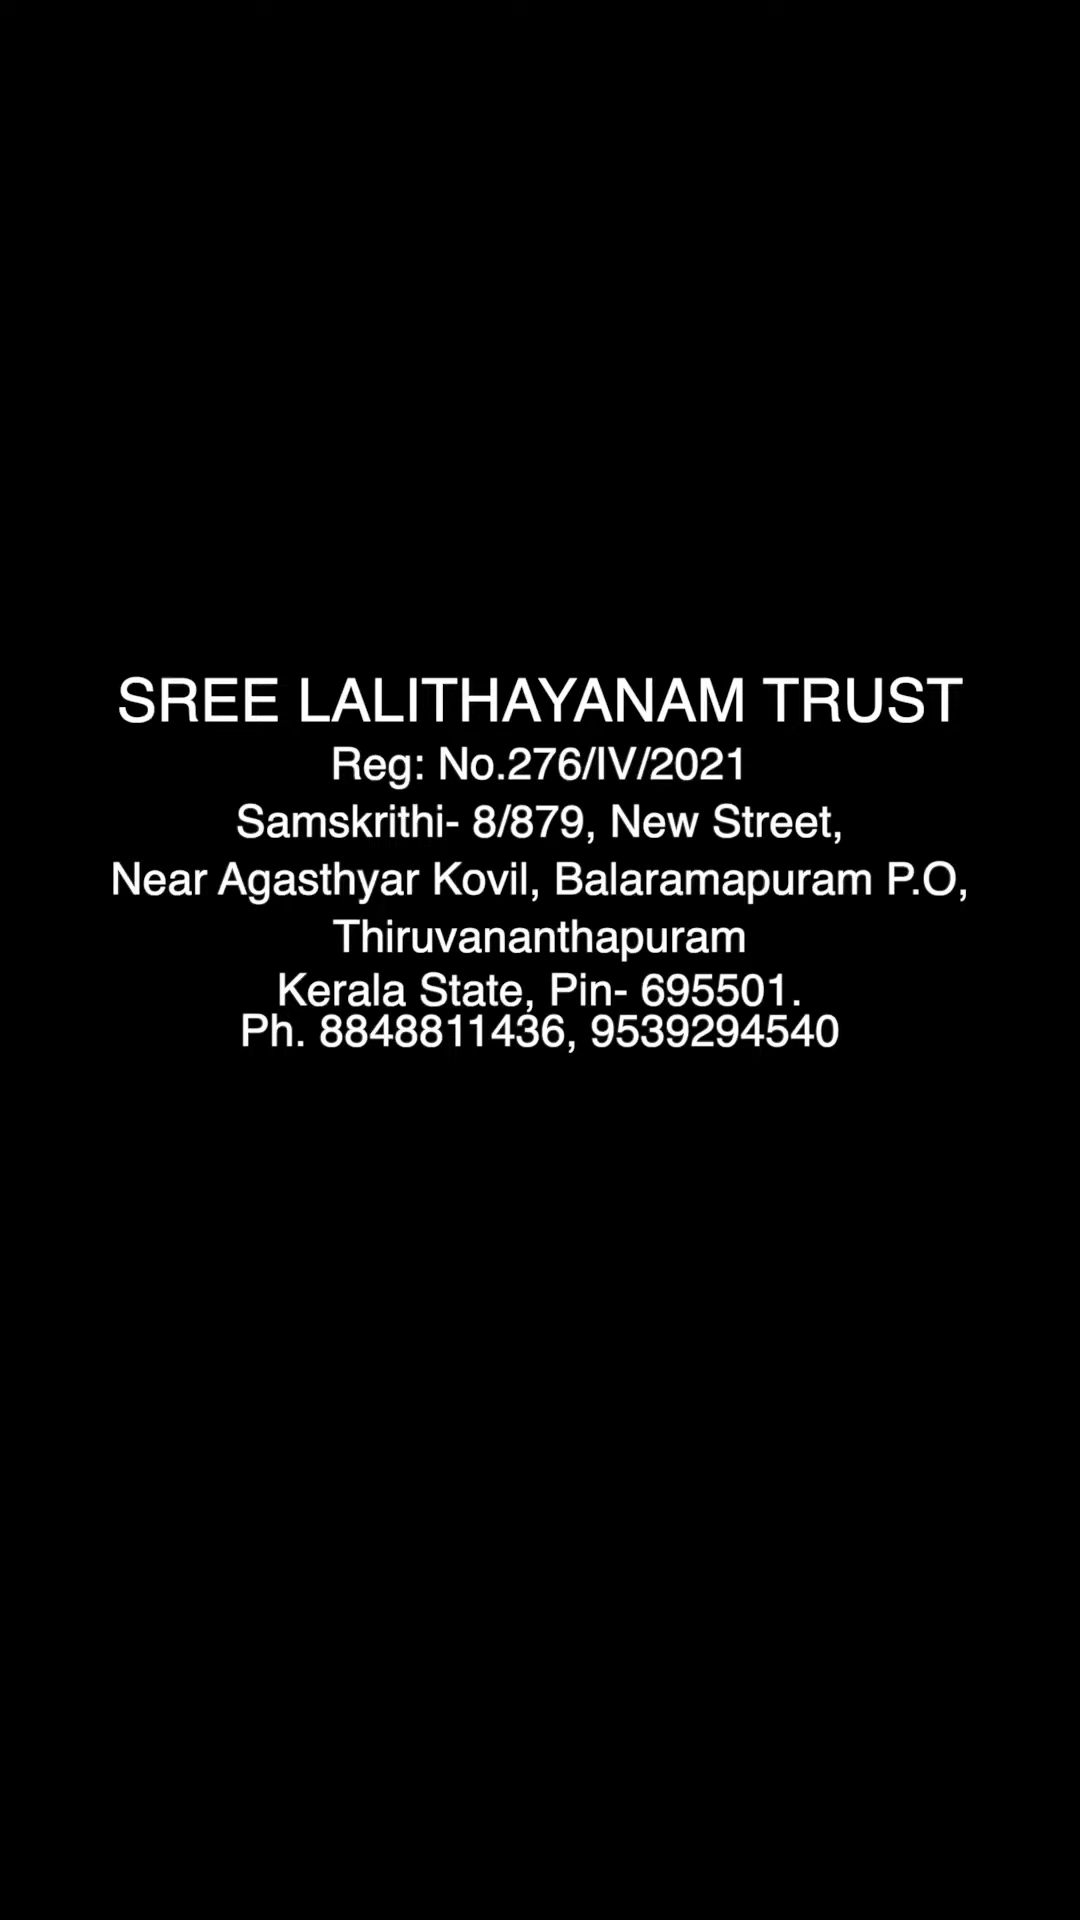 SREE LALITHAYANAM TRUST
Reg: No.276/IV/2021
Samskrithi- 8/879, New Street,
Near Agasthyar Kovil, Balaramapuram P.O,
Thiruvananthapuram
Kerala State, Pin- 695501.
Ph. 8848811436, 9539294540